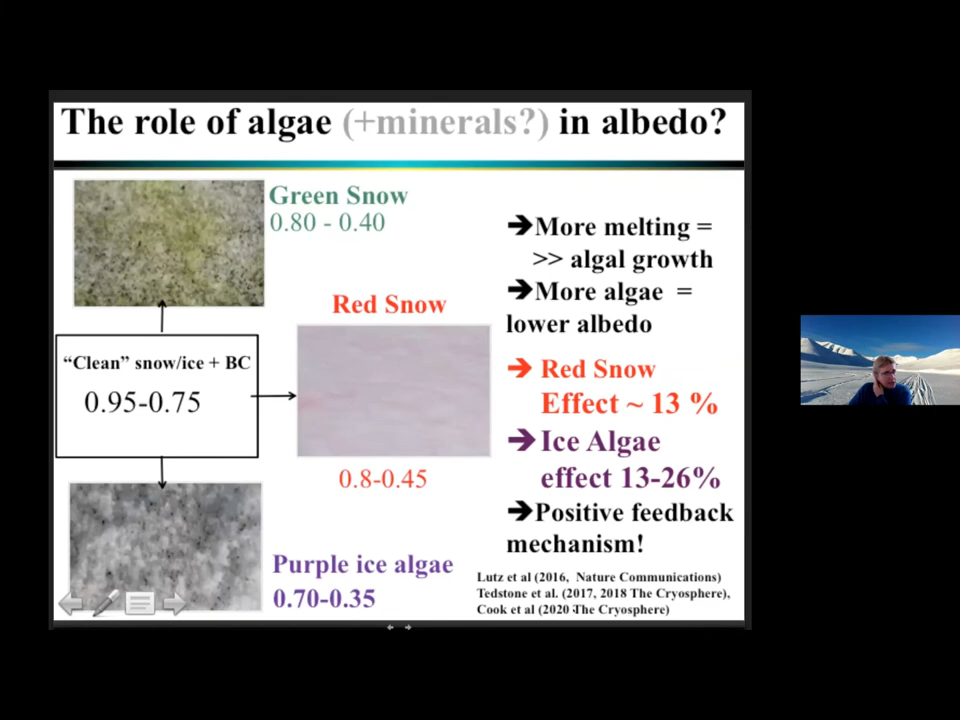 The role of algae (+minerals?) in albedo?
Green Snow
0.80 - 0.40
Red Snow
0.8-0.45
“Clean” snow/ice + BC
0.95-0.75
Purple ice algae
0.70-0.35
➔More melting =
>> algal growth
➔More algae =
lower albedo
➔ Red Snow
Effect ~ 13 %
➔ Ice Algae
effect 13-26%
➔Positive feedback
mechanism!
Lutz et al (2016, Nature Communications)
Tedstone et al. (2017, 2018 The Cryosphere),
Cook et al (2020 The Cryosphere)